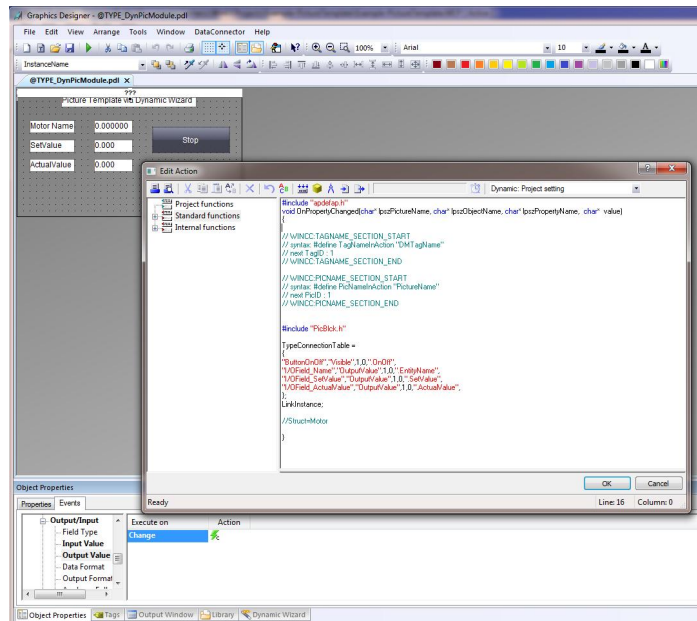 Graphics Designer - @TYPE_DynPicModule.pdl
File Edit View Arrange Tools Window DataConnector Help
100% Arial 10
InstanceName
@TYPE_DynPicModule.pdl
???
Picture Template via Dynamic Wizard
Motor Name 0.000000
SetValue 0.000 Stop
ActualValue 0.000
Edit Action
Dynamic: Project setting
Project functions
Standard functions
Internal functions
#include "apdefap.h"
void OnPropertyChanged(char* lpszPictureName, char* lpszObjectName, char* lpszPropertyName, char* value)
{
// WINCC:TAGNAME_SECTION_START
// syntax: #define TagNameInAction "DMTagName"
// next TagID : 1
// WINCC:TAGNAME_SECTION_END
// WINCC:PICNAME_SECTION_START
// syntax: #define PicNameInAction "PictureName"
// next PicID : 1
// WINCC:PICNAME_SECTION_END
#include "PicBlck.h"
TypeConnectionTable =
{
"ButtonOnOff","Visible",1,0,".OnOff",
"I/OField_Name","OutputValue",1,0,".EntityName",
"I/OField_SetValue","OutputValue",1,0,".SetValue",
"I/OField_ActualValue","OutputValue",1,0,".ActualValue",
};
LinkInstance;
//Struct=Motor
}
OK Cancel
Ready Line: 16 Column: 0
Object Properties
Properties Events
Output/Input
Field Type
Input Value
Output Value
Data Format
Output Format
Execute on Action
Change
Object Properties Tags Output Window Library Dynamic Wizard